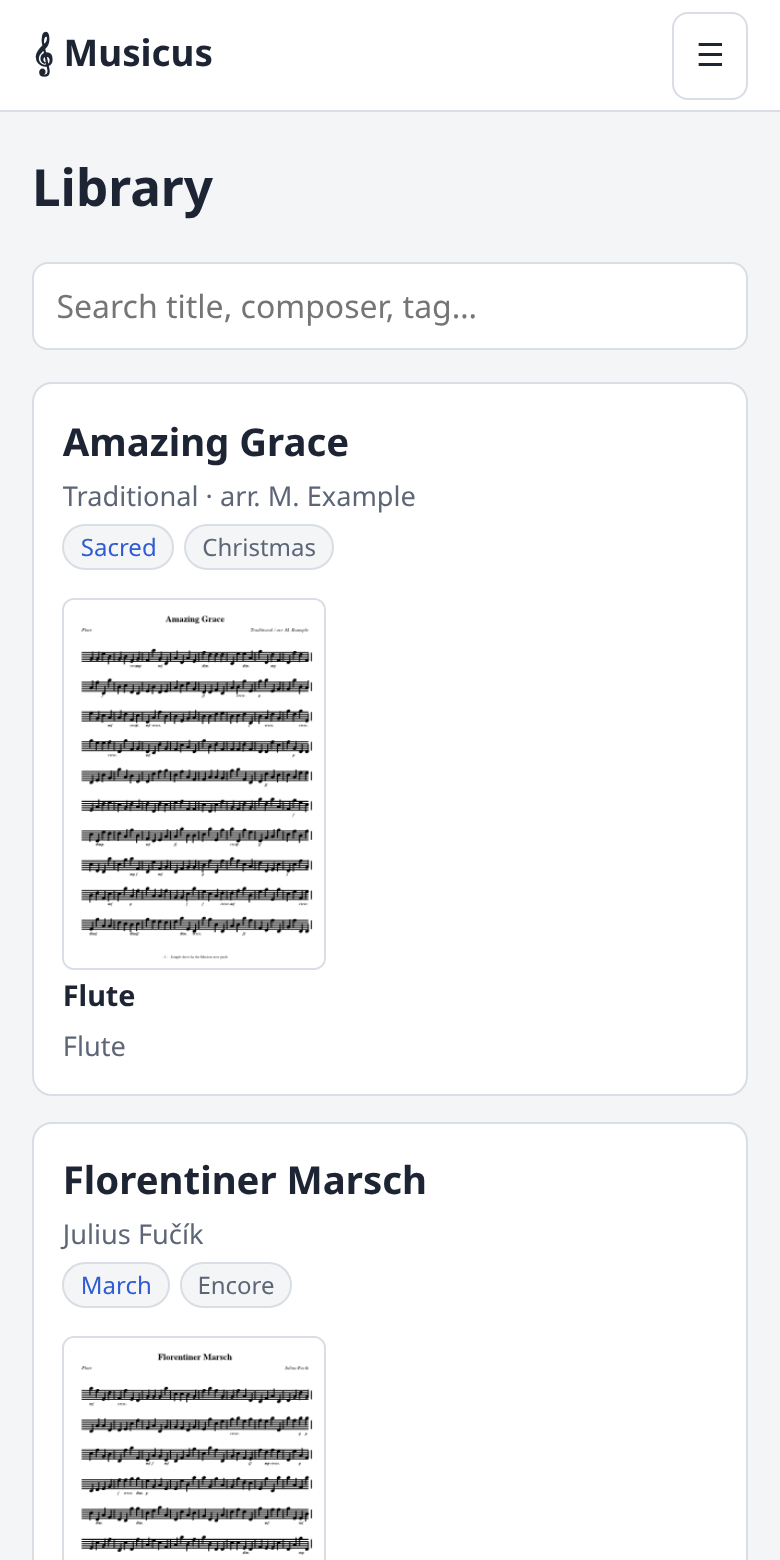 Musicus
☰
Library
Search title, composer, tag...
Amazing Grace
Traditional · arr. M. Example
Sacred Christmas
Amazing Grace
Flute Traditional / arr. M. Example
Flute
Flute
Florentiner Marsch
Julius Fučík
March Encore
Florentiner Marsch
Flute Julius Fučík